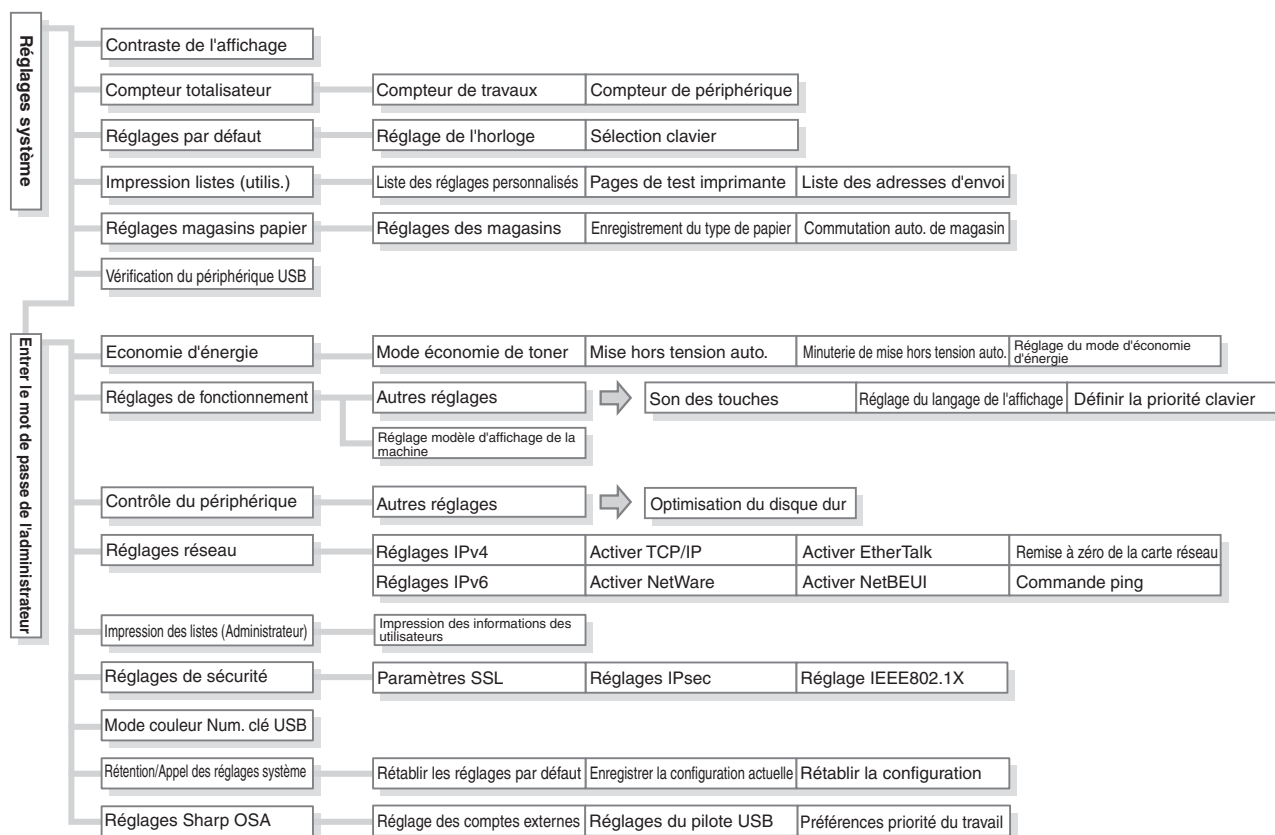 Réglages système
Contraste de l'affichage
Compteur totalisateur
Compteur de travaux
Compteur de périphérique
Réglages par défaut
Réglage de l'horloge
Sélection clavier
Impression listes (utilis.)
Liste des réglages personnalisés
Pages de test imprimante
Liste des adresses d'envoi
Réglages magasins papier
Réglages des magasins
Enregistrement du type de papier
Commutation auto. de magasin
Vérification du périphérique USB
Entrer le mot de passe de l'administrateur
Economie d'énergie
Mode économie de toner
Mise hors tension auto.
Minuterie de mise hors tension auto.
Réglage du mode d'économie
d'énergie
Réglages de fonctionnement
Autres réglages
Son des touches
Réglage du langage de l'affichage
Définir la priorité clavier
Réglage modèle d'affichage de la
machine
Contrôle du périphérique
Autres réglages
Optimisation du disque dur
Réglages réseau
Réglages IPv4
Activer TCP/IP
Activer EtherTalk
Remise à zéro de la carte réseau
Réglages IPv6
Activer NetWare
Activer NetBEUI
Commande ping
Impression des listes (Administrateur)
Impression des informations des
utilisateurs
Réglages de sécurité
Paramètres SSL
Réglages IPsec
Réglage IEEE802.1X
Mode couleur Num. clé USB
Rétention/Appel des réglages système
Rétablir les réglages par défaut
Enregistrer la configuration actuelle
Rétablir la configuration
Réglages Sharp OSA
Réglage des comptes externes
Réglages du pilote USB
Préférences priorité du travail